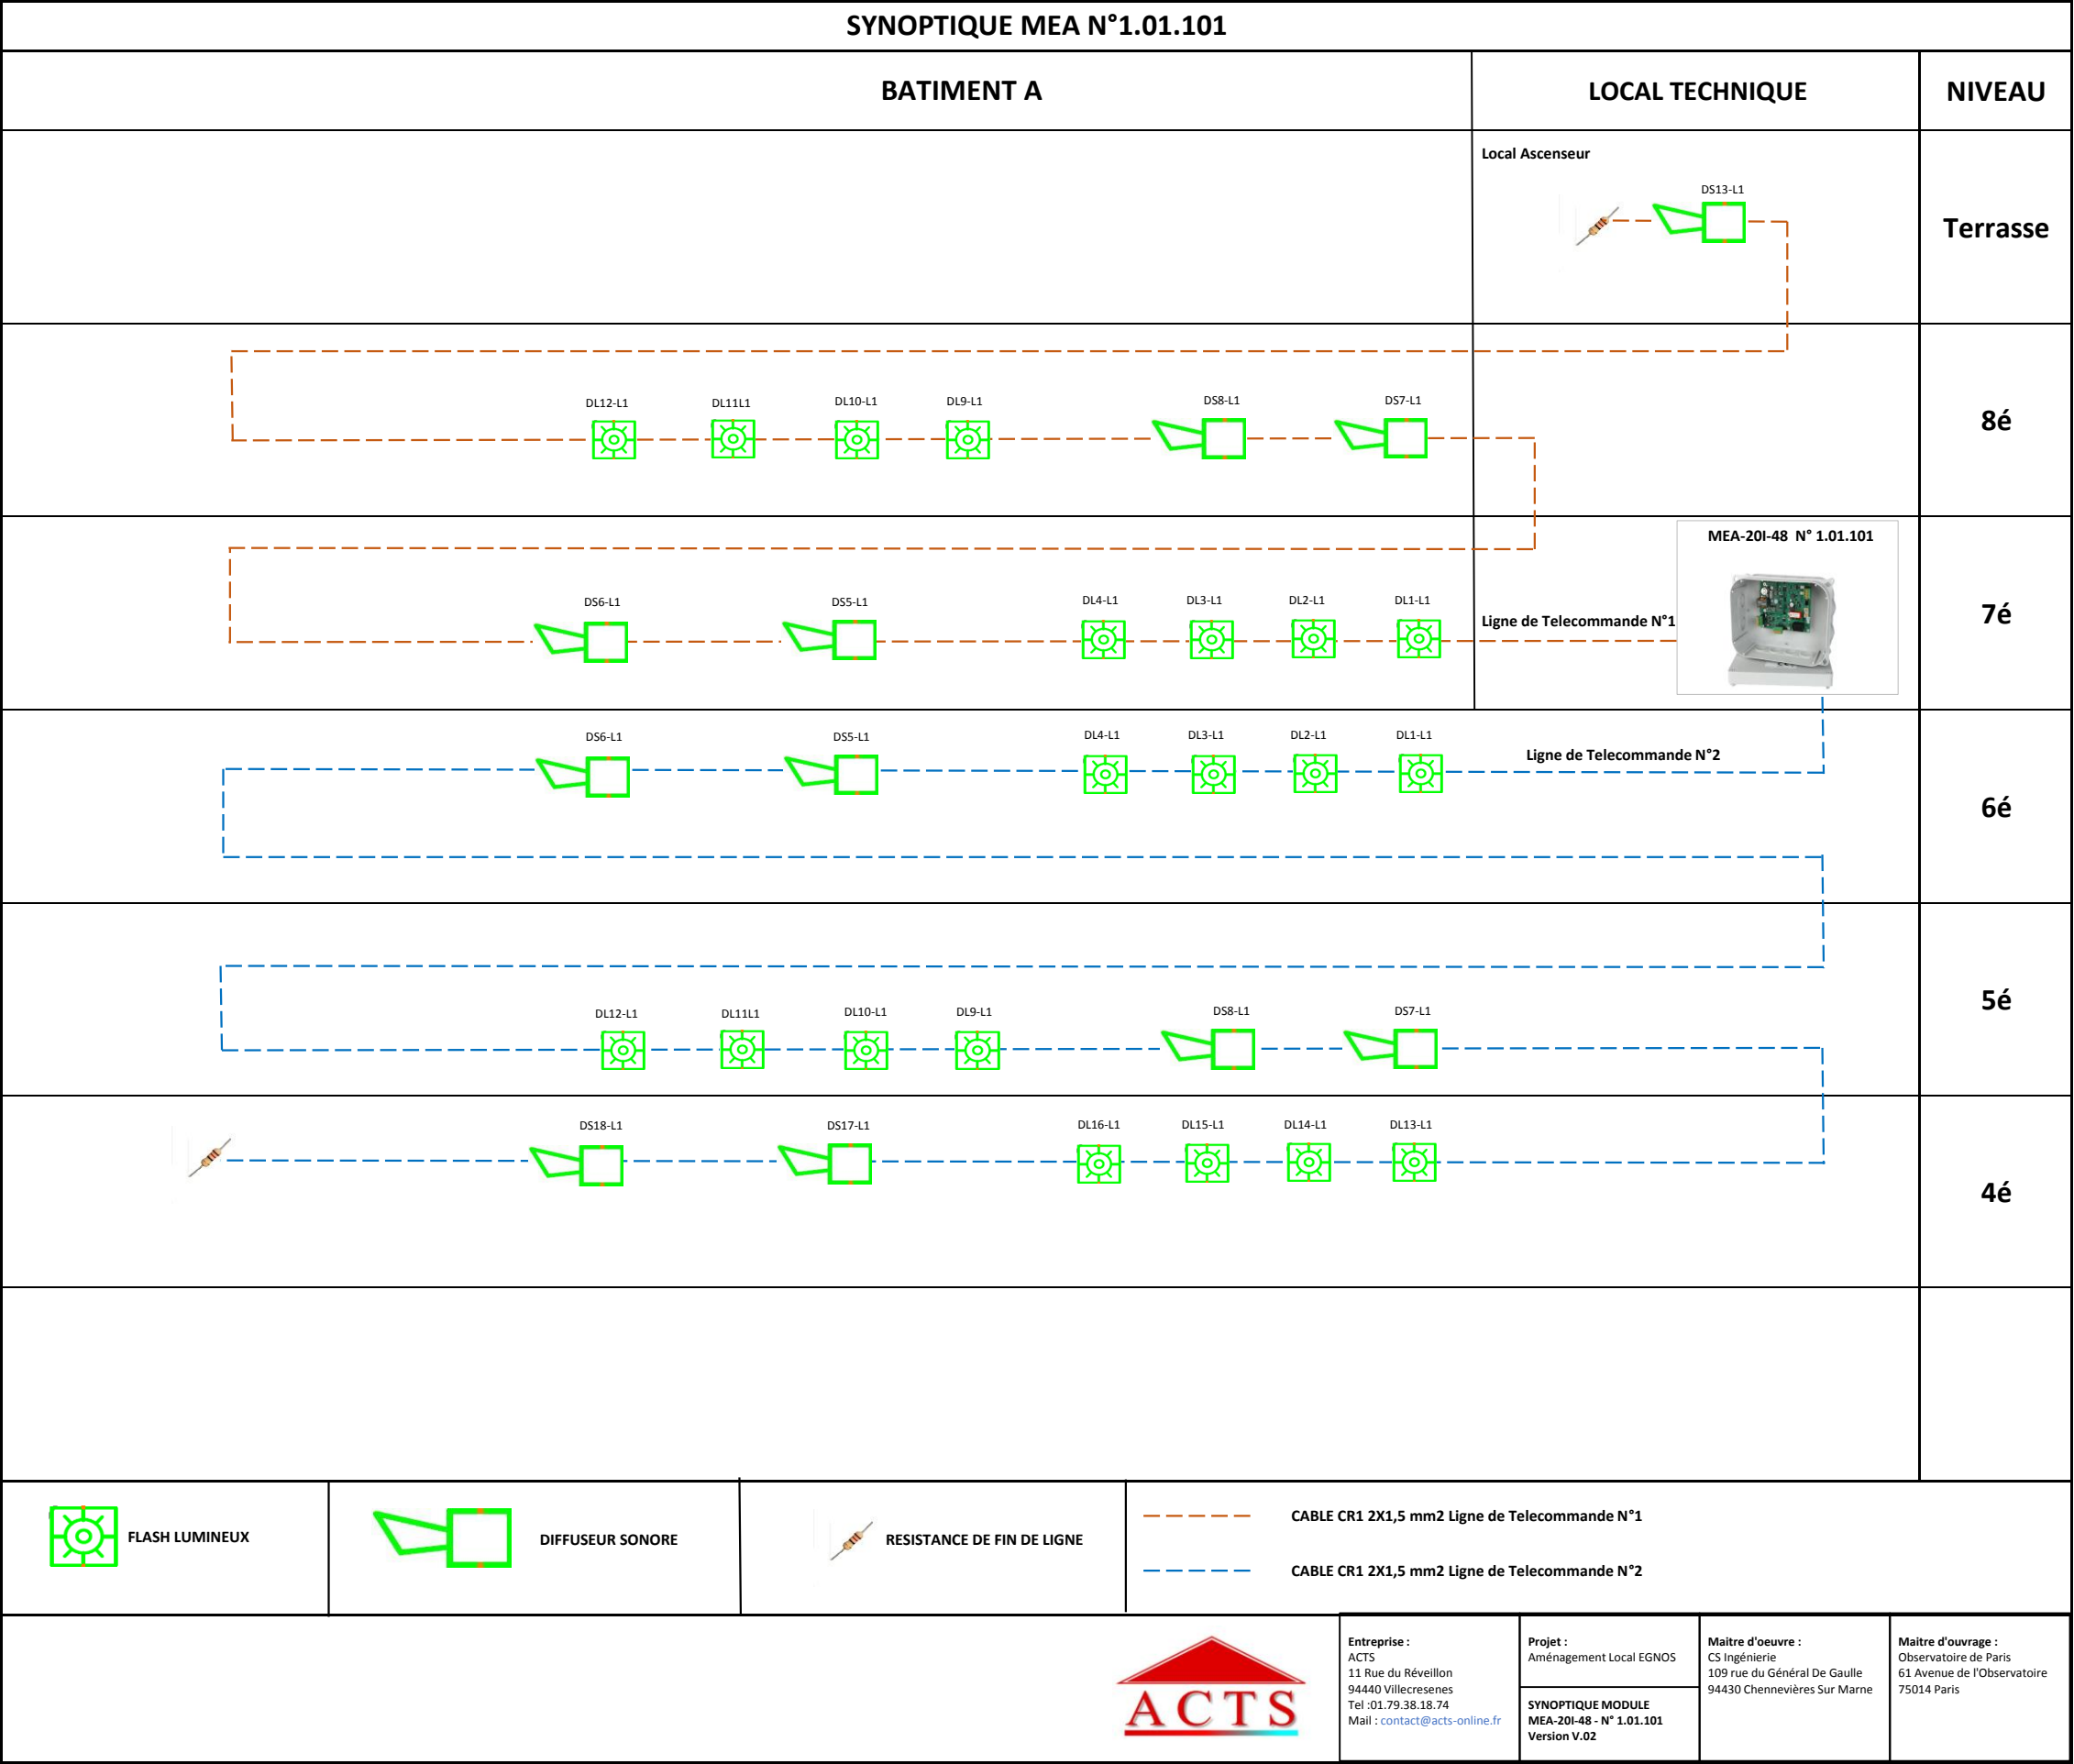 SYNOPTIQUE MEA N°1.01.101
BATIMENT A
LOCAL TECHNIQUE
NIVEAU
Local Ascenseur
DS13-L1
Terrasse
DL12-L1
DL11L1
DL10-L1
DL9-L1
DS8-L1
DS7-L1
8é
MEA-20I-48 N° 1.01.101
DS6-L1
DS5-L1
DL4-L1
DL3-L1
DL2-L1
DL1-L1
Ligne de Telecommande N°1
7é
DS6-L1
DS5-L1
DL4-L1
DL3-L1
DL2-L1
DL1-L1
Ligne de Telecommande N°2
6é
DL12-L1
DL11L1
DL10-L1
DL9-L1
DS8-L1
DS7-L1
5é
DS18-L1
DS17-L1
DL16-L1
DL15-L1
DL14-L1
DL13-L1
4é
FLASH LUMINEUX
DIFFUSEUR SONORE
RESISTANCE DE FIN DE LIGNE
CABLE CR1 2X1,5 mm2 Ligne de Telecommande N°1
CABLE CR1 2X1,5 mm2 Ligne de Telecommande N°2
ACTS
Entreprise :
ACTS
11 Rue du Réveillon
94440 Villecresenes
Tel :01.79.38.18.74
Mail : contact@acts-online.fr
Projet :
Aménagement Local EGNOS
SYNOPTIQUE MODULE
MEA-20I-48 - N° 1.01.101
Version V.02
Maitre d'oeuvre :
CS Ingénierie
109 rue du Général De Gaulle
94430 Chennevières Sur Marne
Maitre d'ouvrage :
Observatoire de Paris
61 Avenue de l'Observatoire
75014 Paris